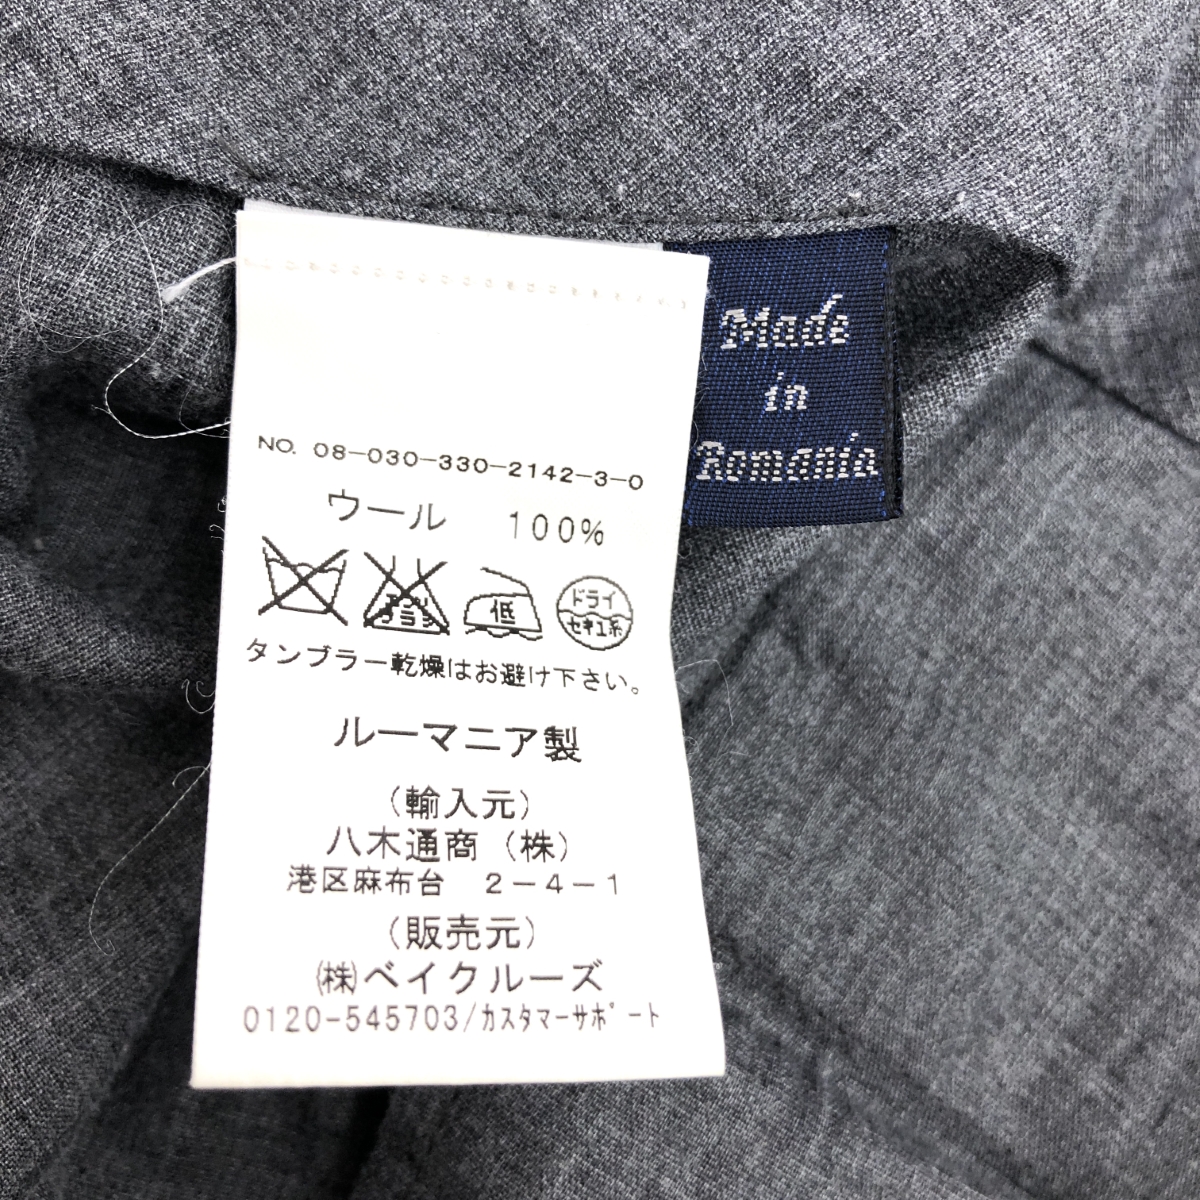 Made
in
Romania
NO. 08-030-330-2142-3-0
ウール 100%
低
ドライ
セキユ系
タンブラー乾燥はお避け下さい。
ルーマニア製
（輸入元）
八木通商（株）
港区麻布台 2-4-1
（販売元）
㈱ベイクルーズ
0120-545703/ｶｽﾀﾏｰｻﾎﾟｰﾄ